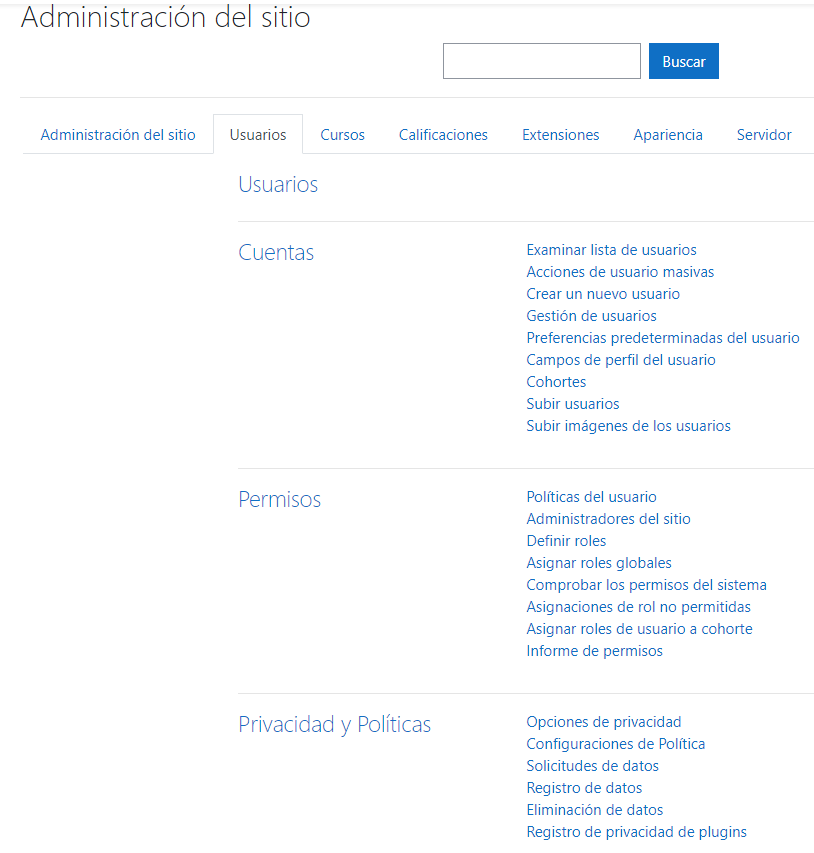 Administración del sitio
Buscar
Administración del sitio Usuarios Cursos Calificaciones Extensiones Apariencia Servidor
Usuarios
Cuentas
Examinar lista de usuarios
Acciones de usuario masivas
Crear un nuevo usuario
Gestión de usuarios
Preferencias predeterminadas del usuario
Campos de perfil del usuario
Cohortes
Subir usuarios
Subir imágenes de los usuarios
Permisos
Políticas del usuario
Administradores del sitio
Definir roles
Asignar roles globales
Comprobar los permisos del sistema
Asignaciones de rol no permitidas
Asignar roles de usuario a cohorte
Informe de permisos
Privacidad y Políticas
Opciones de privacidad
Configuraciones de Política
Solicitudes de datos
Registro de datos
Eliminación de datos
Registro de privacidad de plugins